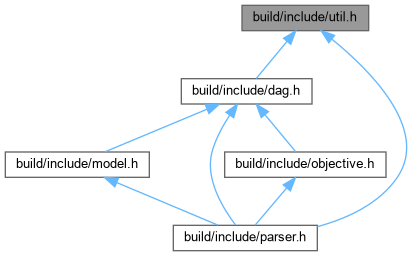 build/include/util.h
build/include/dag.h
build/include/model.h
build/include/objective.h
build/include/parser.h